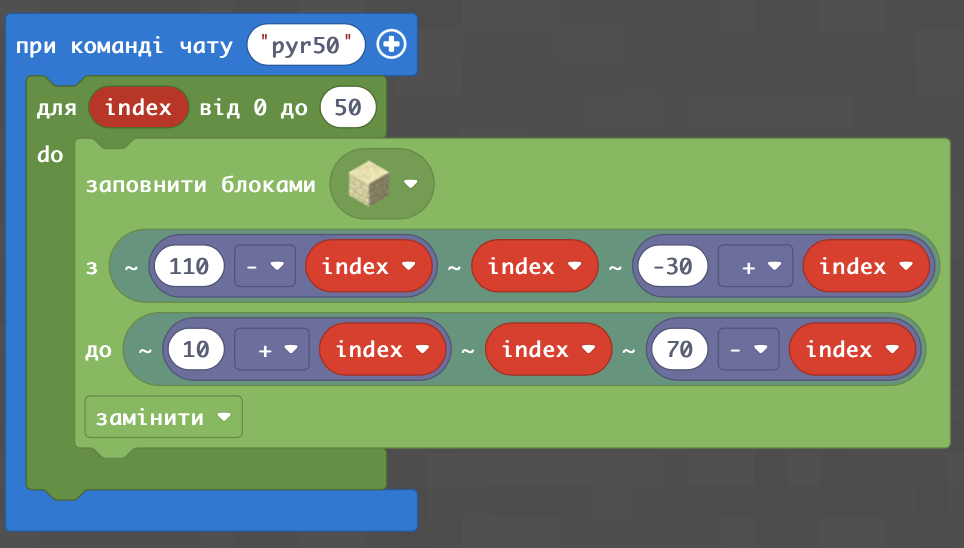 при команді чату "pyr50"
для index від 0 до 50
do
заповнити блоками
з ~ 110 - index ~ index ~ -30 + index
до ~ 10 + index ~ index ~ 70 - index
замінити